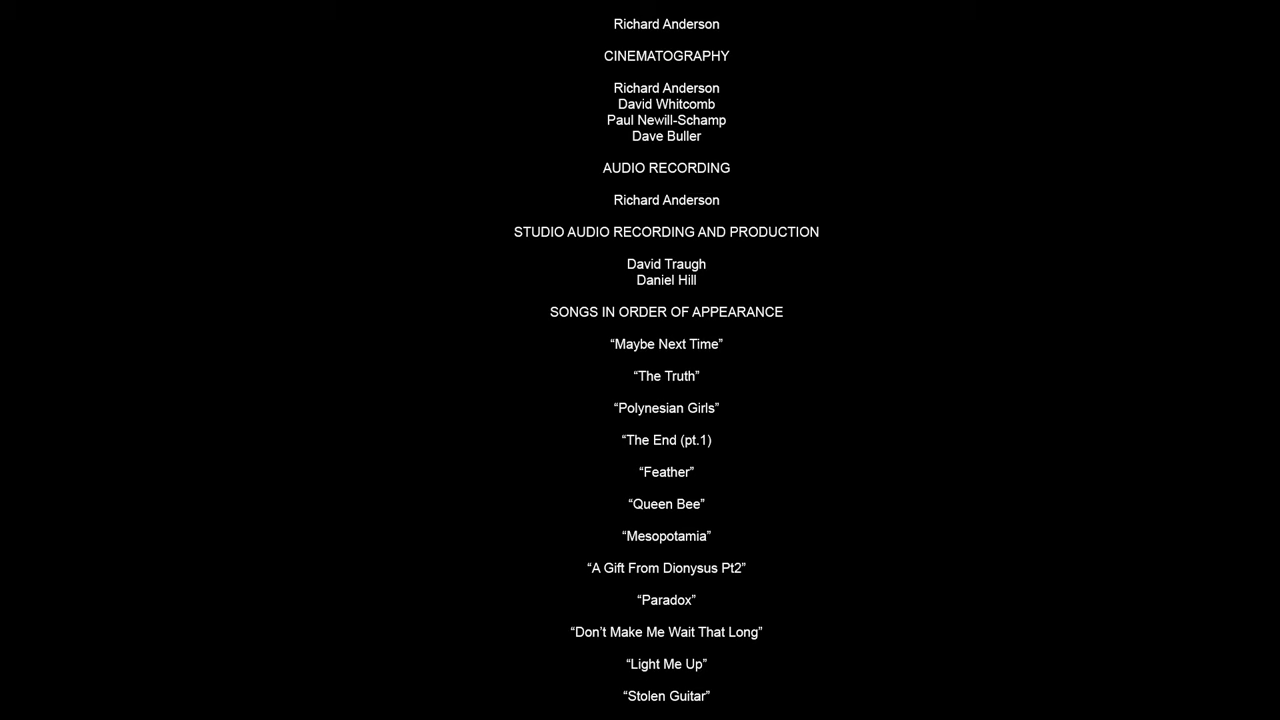 Richard Anderson
CINEMATOGRAPHY
Richard Anderson
David Whitcomb
Paul Newill-Schamp
Dave Buller
AUDIO RECORDING
Richard Anderson
STUDIO AUDIO RECORDING AND PRODUCTION
David Traugh
Daniel Hill
SONGS IN ORDER OF APPEARANCE
“Maybe Next Time”
“The Truth”
“Polynesian Girls”
“The End (pt.1)
“Feather”
“Queen Bee”
“Mesopotamia”
“A Gift From Dionysus Pt2”
“Paradox”
“Don’t Make Me Wait That Long”
“Light Me Up”
“Stolen Guitar”